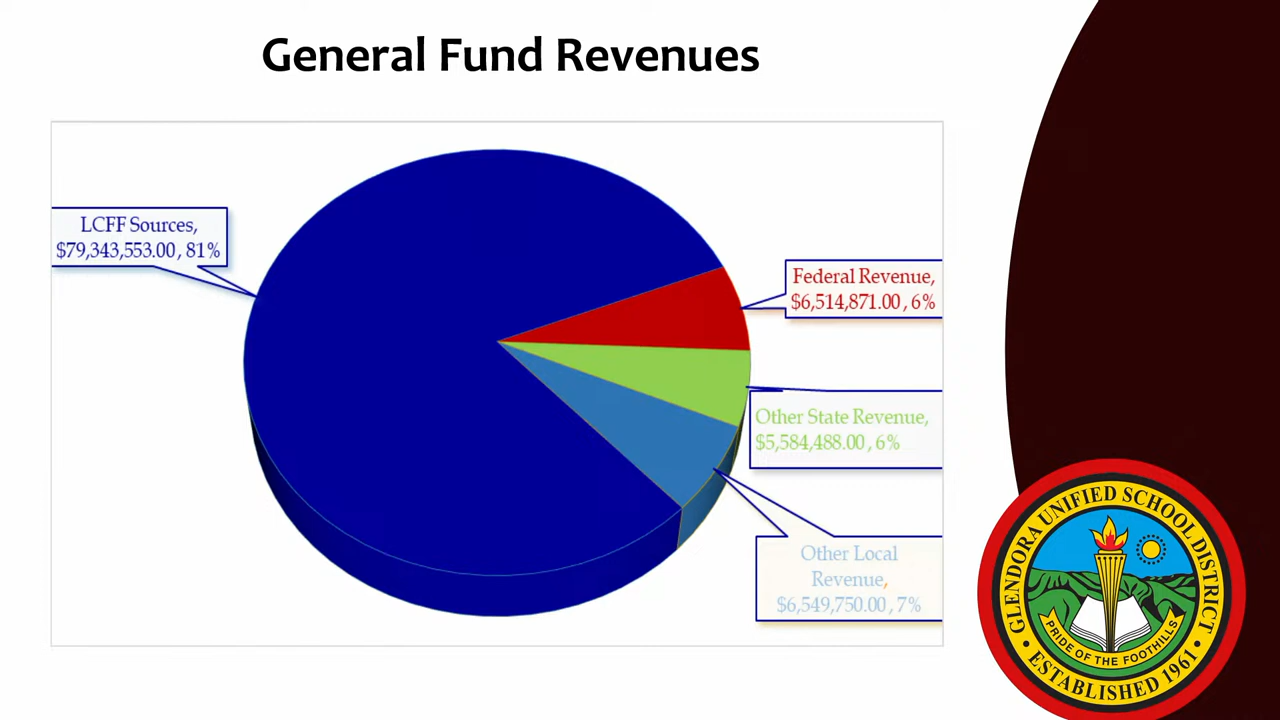 General Fund Revenues
LCFF Sources,
$79,343,553.00 , 81%
Federal Revenue,
$6,514,871.00 , 6%
Other State Revenue,
$5,584,488.00 , 6%
Other Local
Revenue,
$6,549,750.00 , 7%
GLENDORA UNIFIED SCHOOL DISTRICT
PRIDE OF THE FOOTHILLS
• ESTABLISHED 1961 •